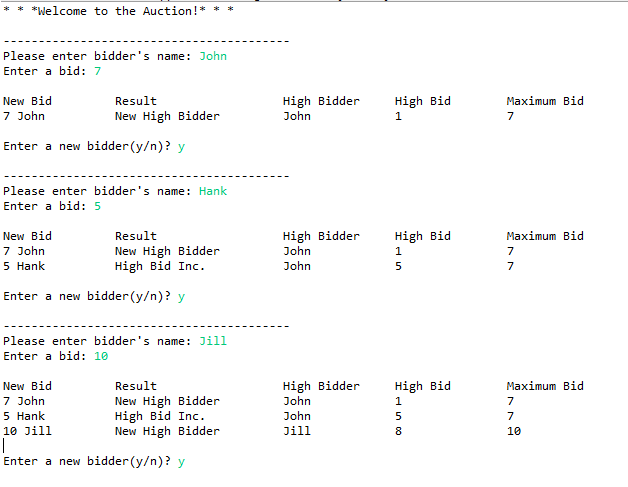 * * *Welcome to the Auction!* * *
-----------------------------------------
Please enter bidder's name: John
Enter a bid: 7
New Bid Result High Bidder High Bid Maximum Bid
7 John New High Bidder John 1 7
Enter a new bidder(y/n)? y
-----------------------------------------
Please enter bidder's name: Hank
Enter a bid: 5
New Bid Result High Bidder High Bid Maximum Bid
7 John New High Bidder John 1 7
5 Hank High Bid Inc. John 5 7
Enter a new bidder(y/n)? y
-----------------------------------------
Please enter bidder's name: Jill
Enter a bid: 10
New Bid Result High Bidder High Bid Maximum Bid
7 John New High Bidder John 1 7
5 Hank High Bid Inc. John 5 7
10 Jill New High Bidder Jill 8 10
Enter a new bidder(y/n)? y